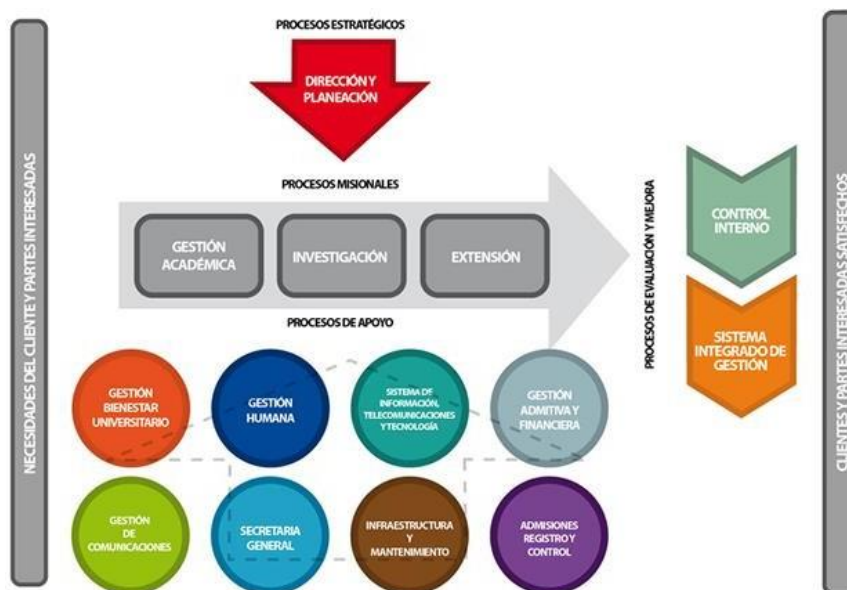 PROCESOS ESTRATÉGICOS
DIRECCIÓN Y
PLANEACIÓN
NECESIDADES DEL CLIENTE Y PARTES INTERESADAS
PROCESOS MISIONALES
GESTIÓN
ACADÉMICA
INVESTIGACIÓN
EXTENSIÓN
PROCESOS DE APOYO
GESTIÓN
BIENESTAR
UNIVERSITARIO
GESTIÓN
HUMANA
SISTEMA DE
INFORMACIÓN,
TELECOMUNICACIONES
Y TECNOLOGÍA
GESTIÓN
ADMITIVA Y
FINANCIERA
GESTIÓN
DE
COMUNICACIONES
SECRETARIA
GENERAL
INFRAESTRUCTURA
Y
MANTENIMIENTO
ADMISIONES
REGISTRO Y
CONTROL
PROCESOS DE EVALUACIÓN Y MEJORA
CONTROL
INTERNO
SISTEMA
INTEGRADO DE
GESTIÓN
CLIENTES Y PARTES INTERESADAS SATISFECHOS